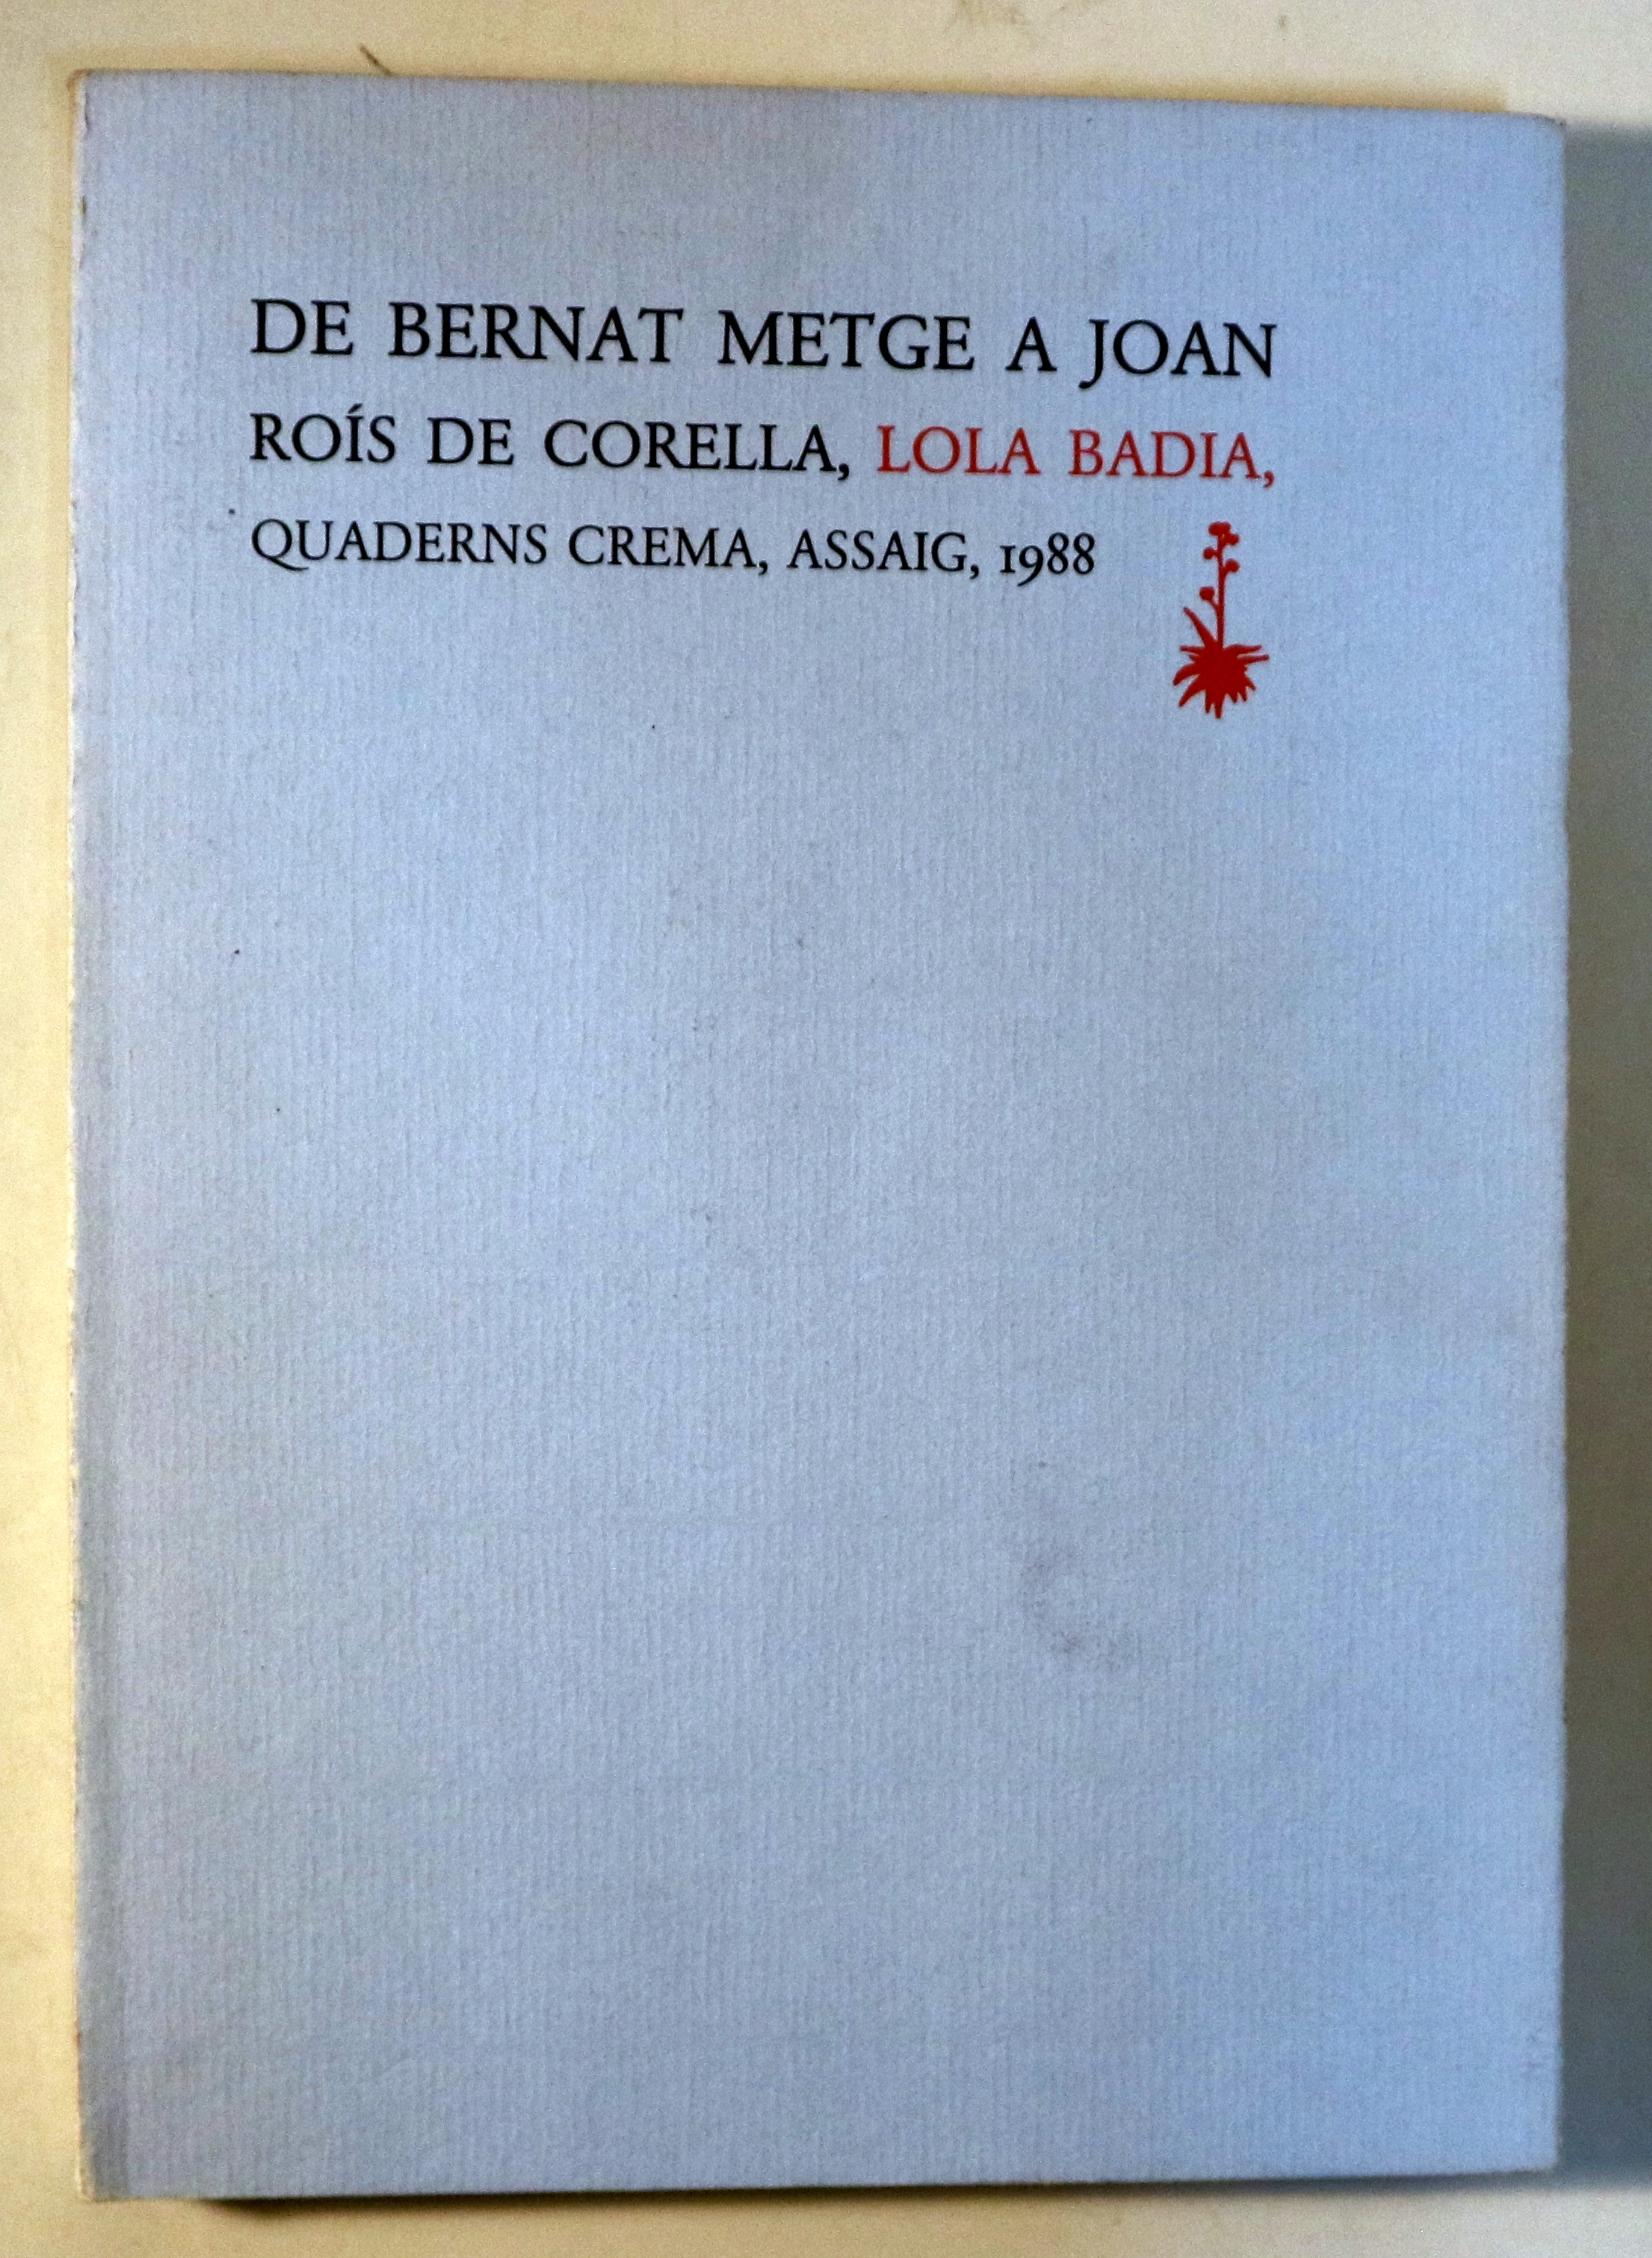 DE BERNAT METGE A JOAN
ROÍS DE CORELLA, LOLA BADIA,
QUADERNS CREMA, ASSAIG, 1988